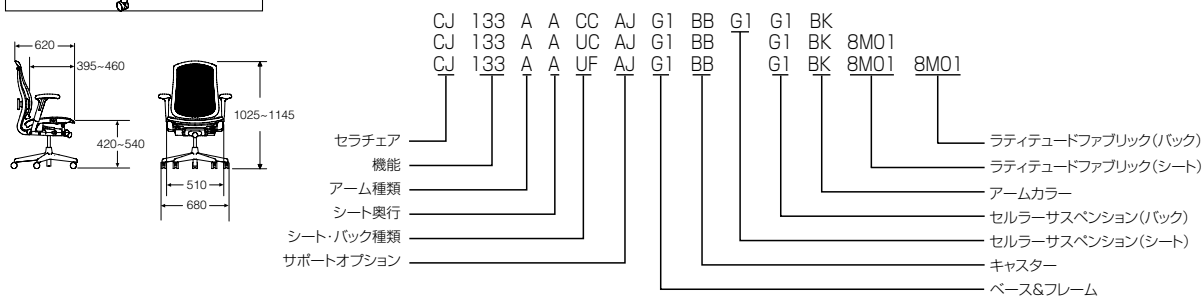 CJ 133 A A CC AJ G1 BB G1 G1 BK
CJ 133 A A UC AJ G1 BB G1 BK 8M01
CJ 133 A A UF AJ G1 BB G1 BK 8M01 8M01
620
395~460
420~540
1025~1145
510
680
セラチェア
機能
アーム種類
シート奥行
シート・バック種類
サポートオプション
ラティテュードファブリック(バック)
ラティテュードファブリック(シート)
アームカラー
セルラーサスペンション(バック)
セルラーサスペンション(シート)
キャスター
ベース&フレーム